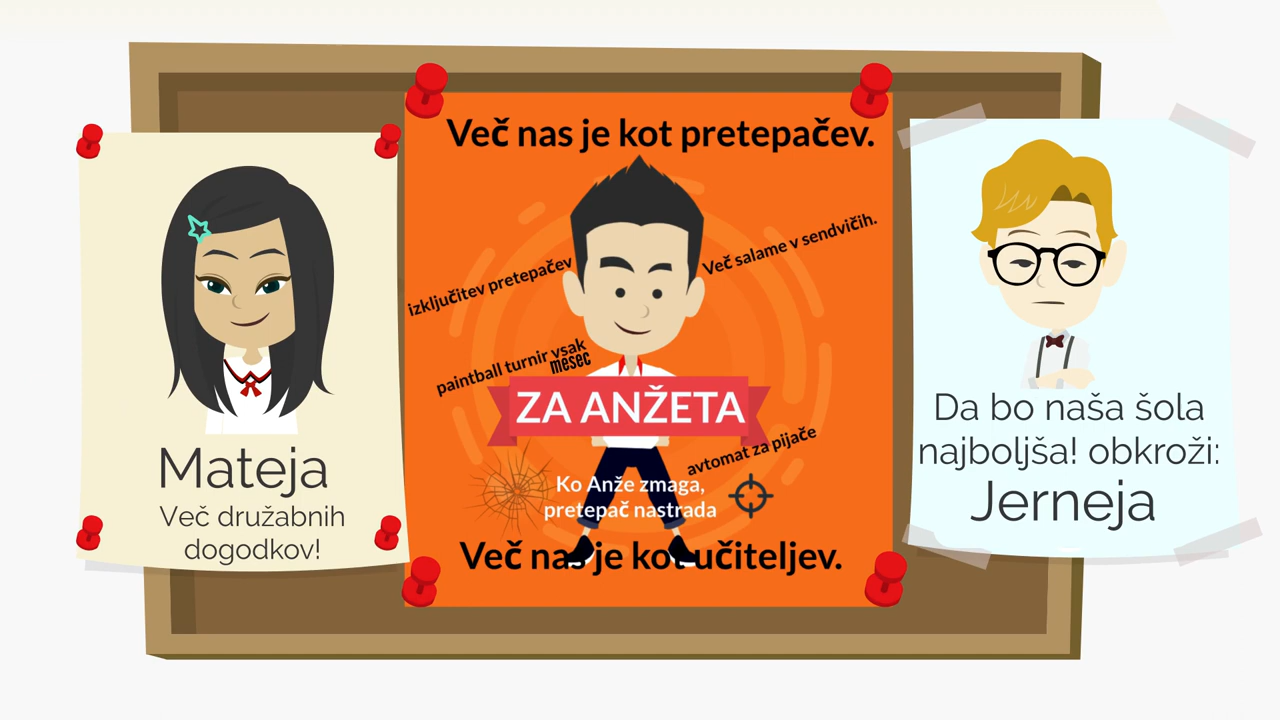 Mateja
Več družabnih
dogodkov!
Več nas je kot pretepačev.
Več salame v sendvičih.
izključitev pretepačev
paintball turnir vsak
mesec
ZA ANŽETA
avtomat za pijače
Ko Anže zmaga,
pretepač nastrada
Več nas je kot učiteljev.
Da bo naša šola
najboljša! obkroži:
Jerneja